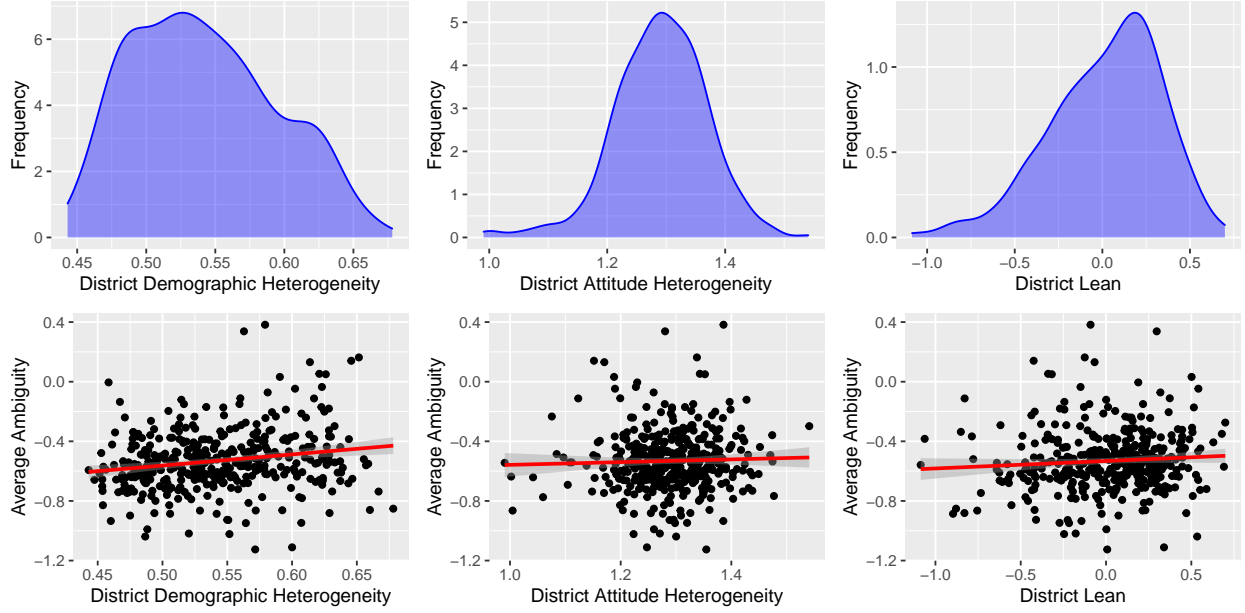 Frequency
0
2
4
6
0.45 0.50 0.55 0.60 0.65
District Demographic Heterogeneity
Frequency
0
1
2
3
4
5
1.0 1.2 1.4
District Attitude Heterogeneity
Frequency
0.0
0.5
1.0
−1.0 −0.5 0.0 0.5
District Lean
Average Ambiguity
0.4
0.0
−0.4
−0.8
−1.2
0.45 0.50 0.55 0.60 0.65
District Demographic Heterogeneity
Average Ambiguity
0.4
0.0
−0.4
−0.8
−1.2
1.0 1.2 1.4
District Attitude Heterogeneity
Average Ambiguity
0.4
0.0
−0.4
−0.8
−1.2
−1.0 −0.5 0.0 0.5
District Lean